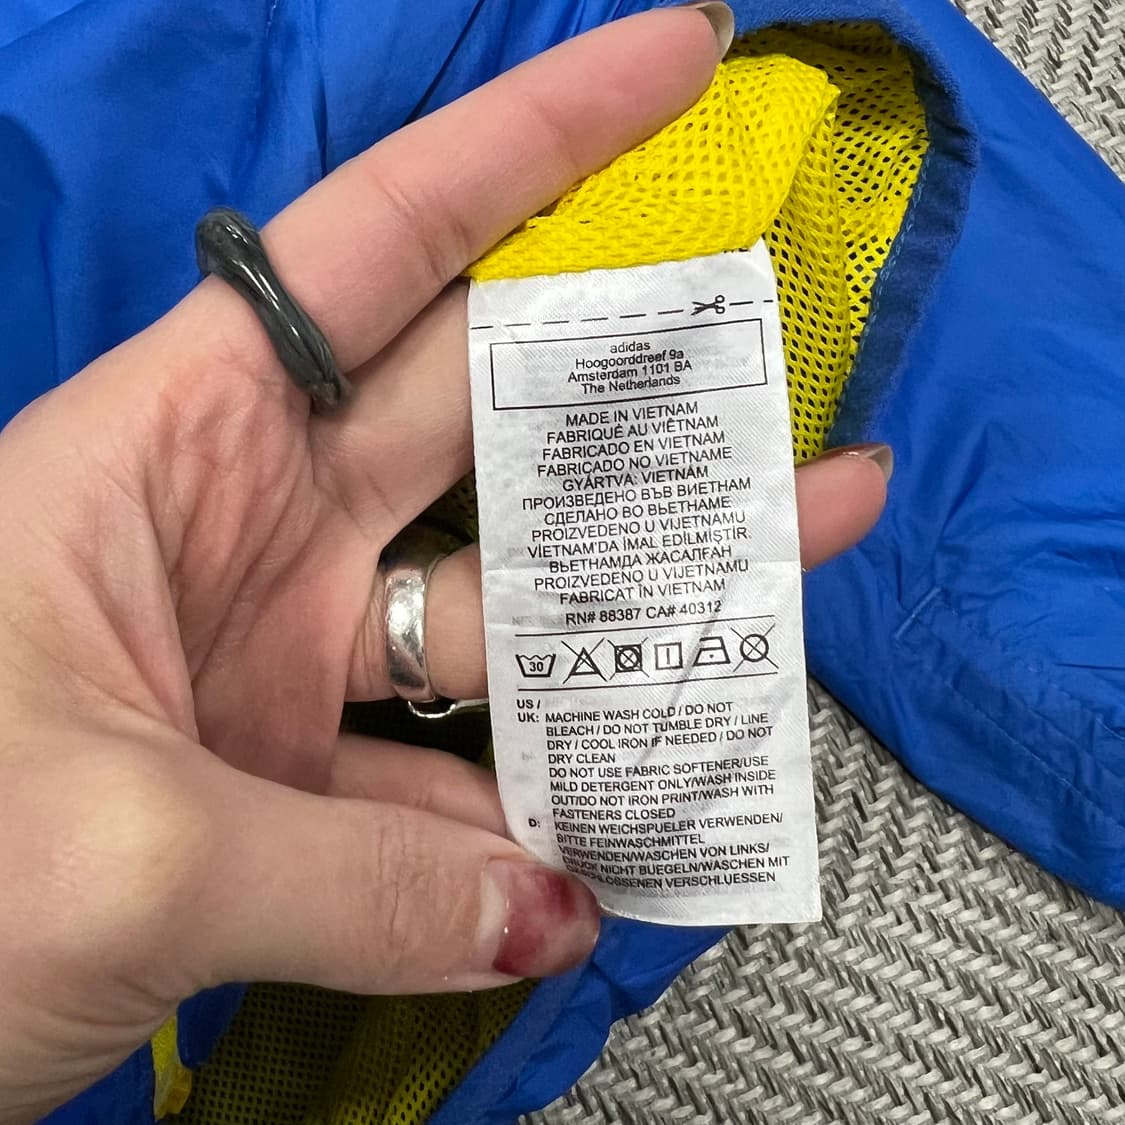 adidas
Hoogoorddreef 9a
Amsterdam 1101 BA
The Netherlands
MADE IN VIETNAM
FABRIQUÉ AU VIÊTNAM
FABRICADO EN VIETNAM
FABRICADO NO VIETNAME
GYÁRTVA: VIETNÁM
ПРОИЗВЕДЕНО ВЪВ ВИЕТНАМ
СДЕЛАНО ВО ВЬЕТНАМЕ
PROIZVEDENO U VIJETNAMU
VİETNAM'DA İMAL EDİLMİŞTİR.
ВЬЕТНАМДА ЖАСАЛҒАН
PROIZVEDENO U VIJETNAMU
FABRICAT ÎN VIETNAM
RN# 88387 CA# 40312
30
US /
UK: MACHINE WASH COLD / DO NOT
BLEACH / DO NOT TUMBLE DRY / LINE
DRY / COOL IRON IF NEEDED / DO NOT
DRY CLEAN
DO NOT USE FABRIC SOFTENER/USE
MILD DETERGENT ONLY/WASH INSIDE
OUT/DO NOT IRON PRINT/WASH WITH
FASTENERS CLOSED
D: KEINEN WEICHSPUELER VERWENDEN/
BITTE FEINWASCHMITTEL
VERWENDEN/WASCHEN VON LINKS/
DRUCK NICHT BUEGELN/WASCHEN MIT
GESCHLOSSENEN VERSCHLUESSEN